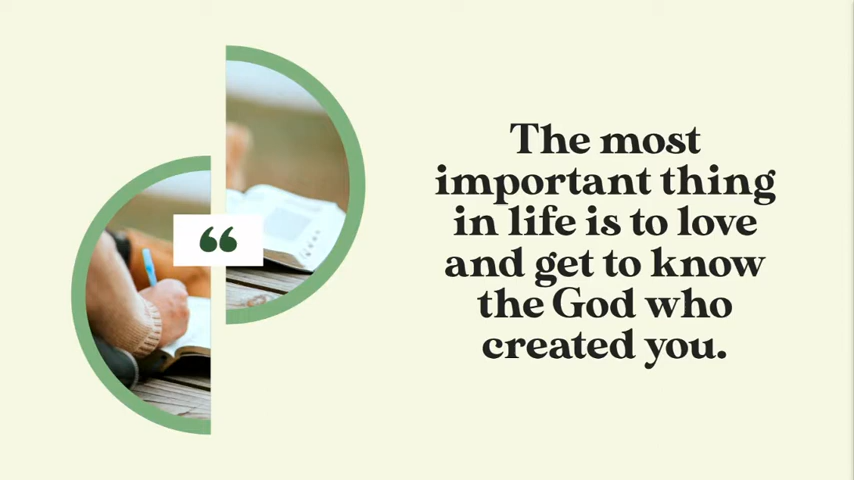 “
The most
important thing
in life is to love
and get to know
the God who
created you.